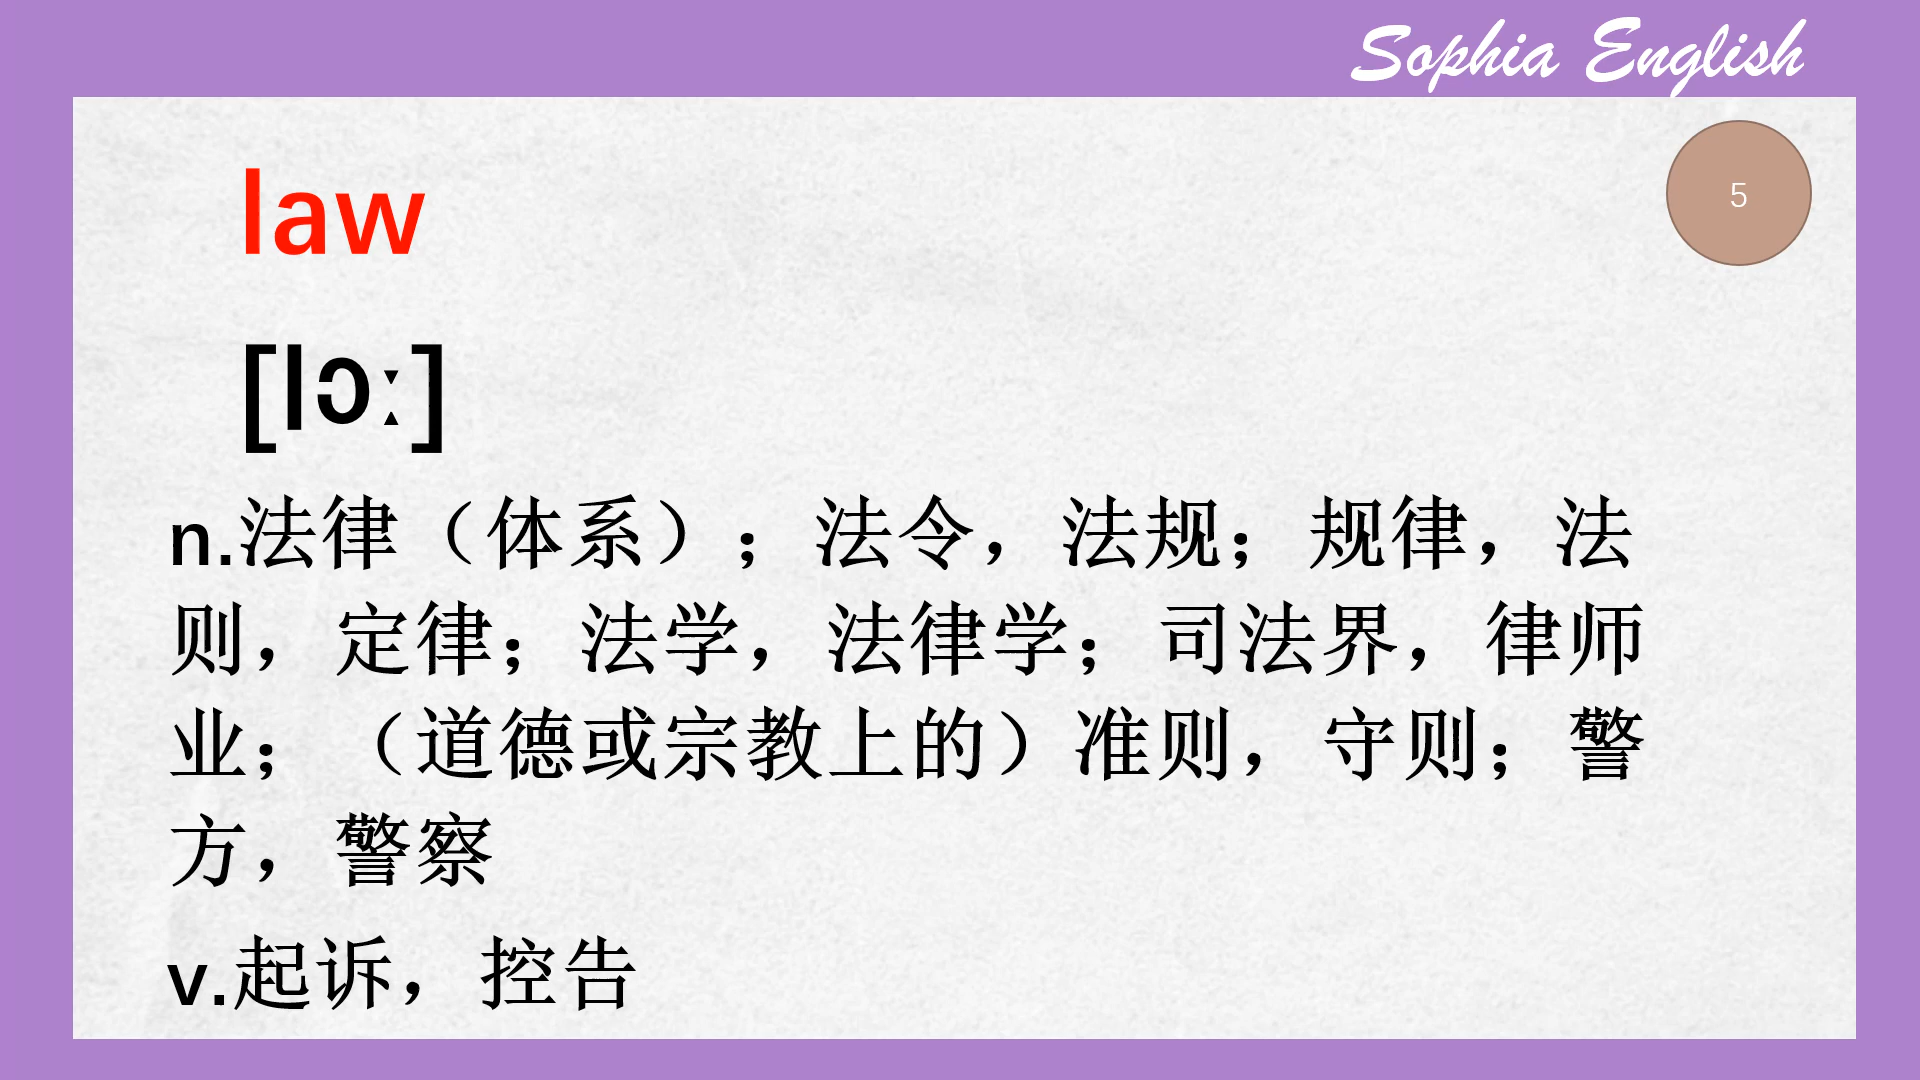 Sophia English
5
law
[lɔː]
n.法律（体系）；法令，法规；规律，法
则，定律；法学，法律学；司法界，律师
业；（道德或宗教上的）准则，守则；警
方，警察
v.起诉，控告